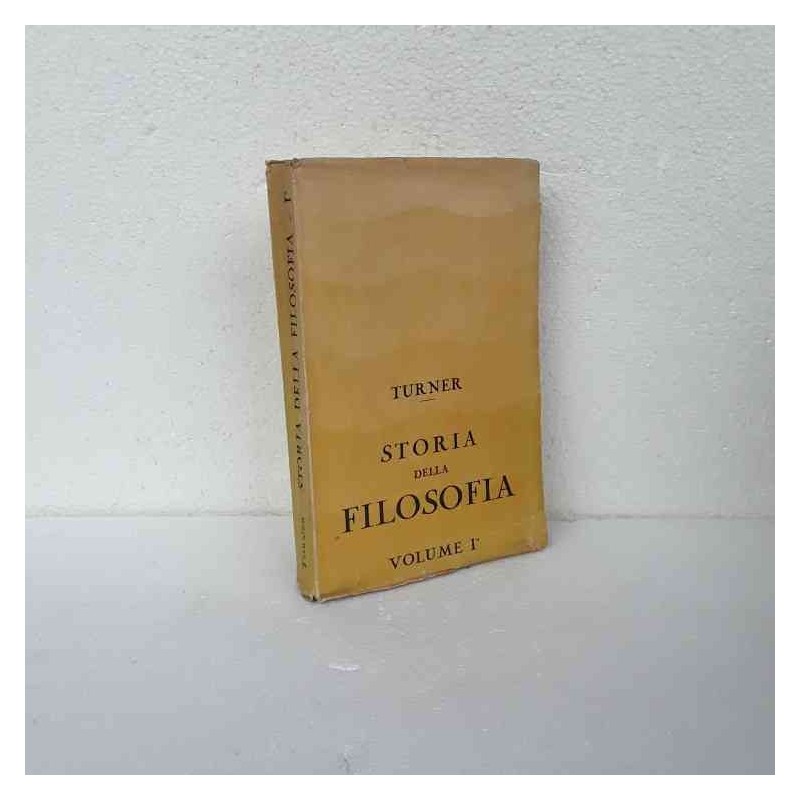 TURNER
STORIA
DELLA
FILOSOFIA
VOLUME I°
STORIA DELLA FILOSOFIA - I°